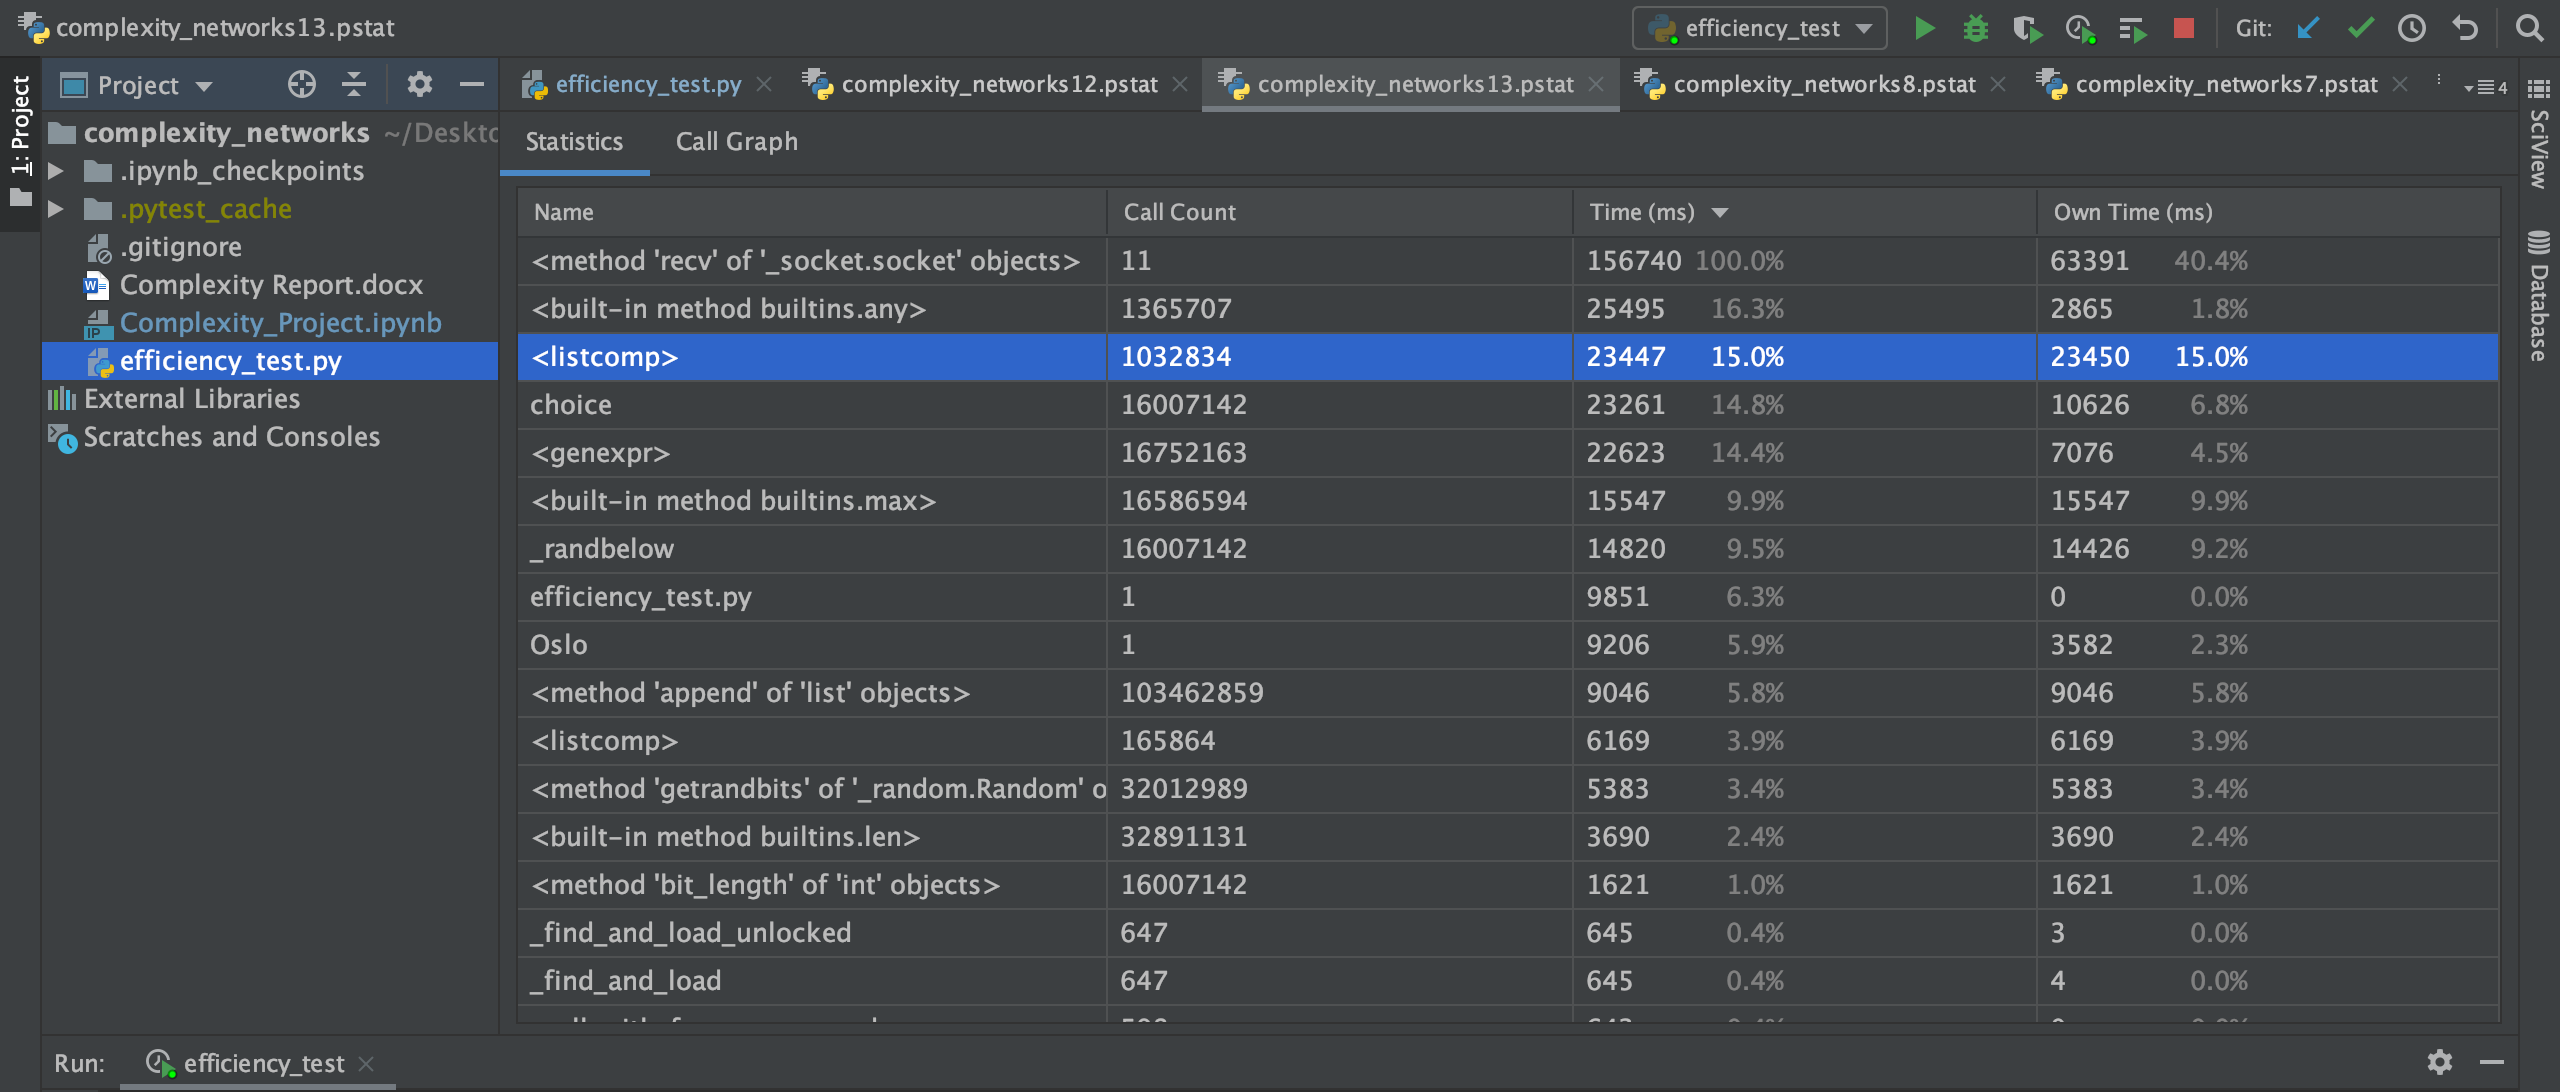 complexity_networks13.pstat
efficiency_test
Git:
1: Project
Project
efficiency_test.py
complexity_networks12.pstat
complexity_networks13.pstat
complexity_networks8.pstat
complexity_networks7.pstat
4
complexity_networks ~/Deskto
.ipynb_checkpoints
.pytest_cache
.gitignore
Complexity Report.docx
Complexity_Project.ipynb
efficiency_test.py
External Libraries
Scratches and Consoles
Statistics Call Graph
Name Call Count Time (ms) Own Time (ms)
<method 'recv' of '_socket.socket' objects> 11 156740 100.0% 63391 40.4%
<built-in method builtins.any> 1365707 25495 16.3% 2865 1.8%
<listcomp> 1032834 23447 15.0% 23450 15.0%
choice 16007142 23261 14.8% 10626 6.8%
<genexpr> 16752163 22623 14.4% 7076 4.5%
<built-in method builtins.max> 16586594 15547 9.9% 15547 9.9%
_randbelow 16007142 14820 9.5% 14426 9.2%
efficiency_test.py 1 9851 6.3% 0 0.0%
Oslo 1 9206 5.9% 3582 2.3%
<method 'append' of 'list' objects> 103462859 9046 5.8% 9046 5.8%
<listcomp> 165864 6169 3.9% 6169 3.9%
<method 'getrandbits' of '_random.Random' o 32012989 5383 3.4% 5383 3.4%
<built-in method builtins.len> 32891131 3690 2.4% 3690 2.4%
<method 'bit_length' of 'int' objects> 16007142 1621 1.0% 1621 1.0%
_find_and_load_unlocked 647 645 0.4% 3 0.0%
_find_and_load 647 645 0.4% 4 0.0%
SciView
Database
Run: efficiency_test